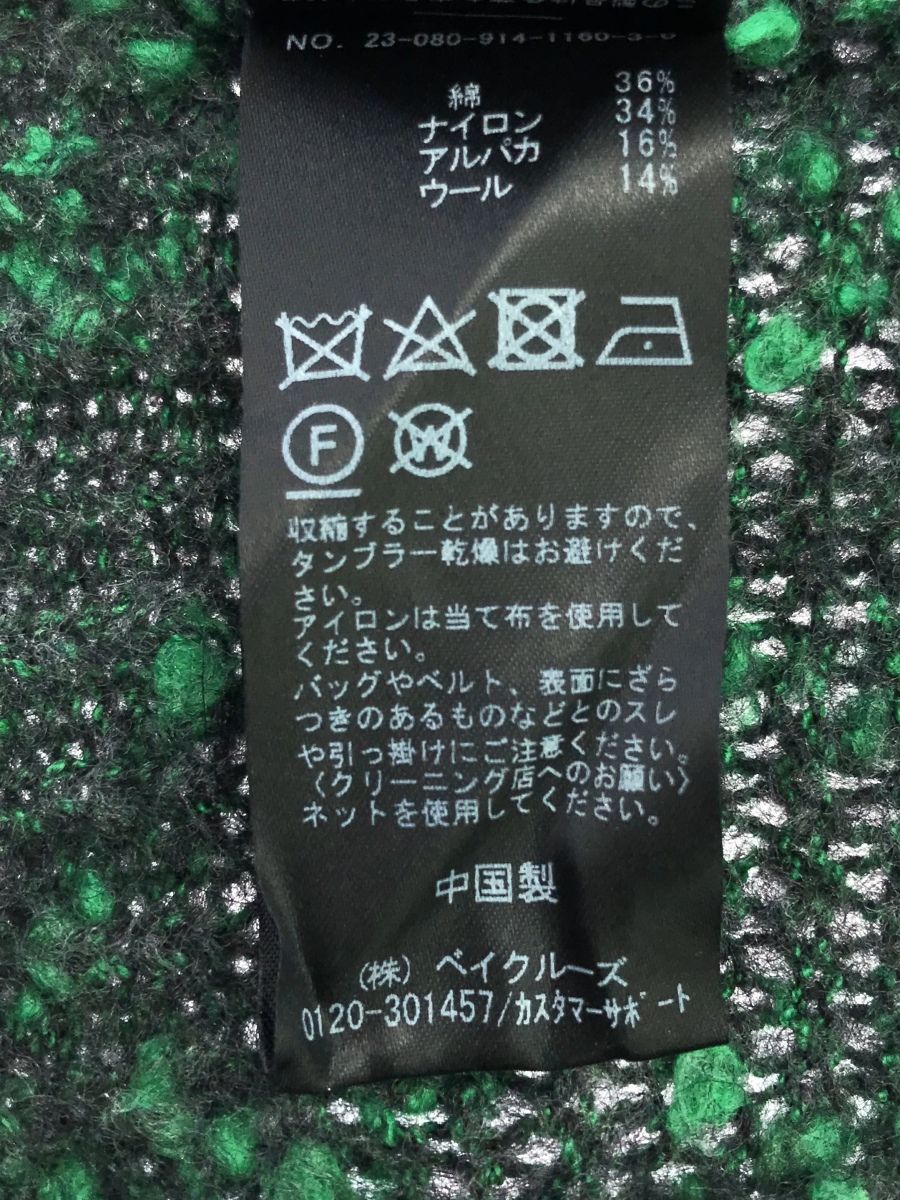 NO. 23-080-914-1160-3-0
綿 36%
ナイロン 34%
アルパカ 16%
ウール 14%
F W
収縮することがありますので、
タンブラー乾燥はお避けくだ
さい。
アイロンは当て布を使用して
ください。
バッグやベルト、表面にざら
つきのあるものなどとのスレ
や引っ掛けにご注意ください。
〈クリーニング店へのお願い〉
ネットを使用してください。
中国製
(株) ベイクルーズ
0120-301457/カスタマーサポート